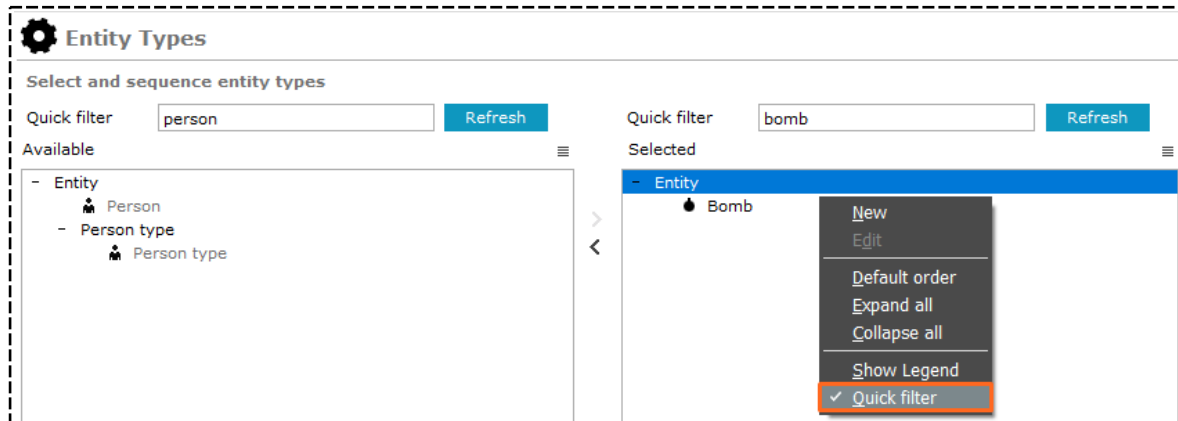 Entity Types
Select and sequence entity types
Quick filter person Refresh
Available
- Entity
Person
- Person type
Person type
Quick filter bomb Refresh
Selected
- Entity
Bomb
New
Edit
Default order
Expand all
Collapse all
Show Legend
Quick filter